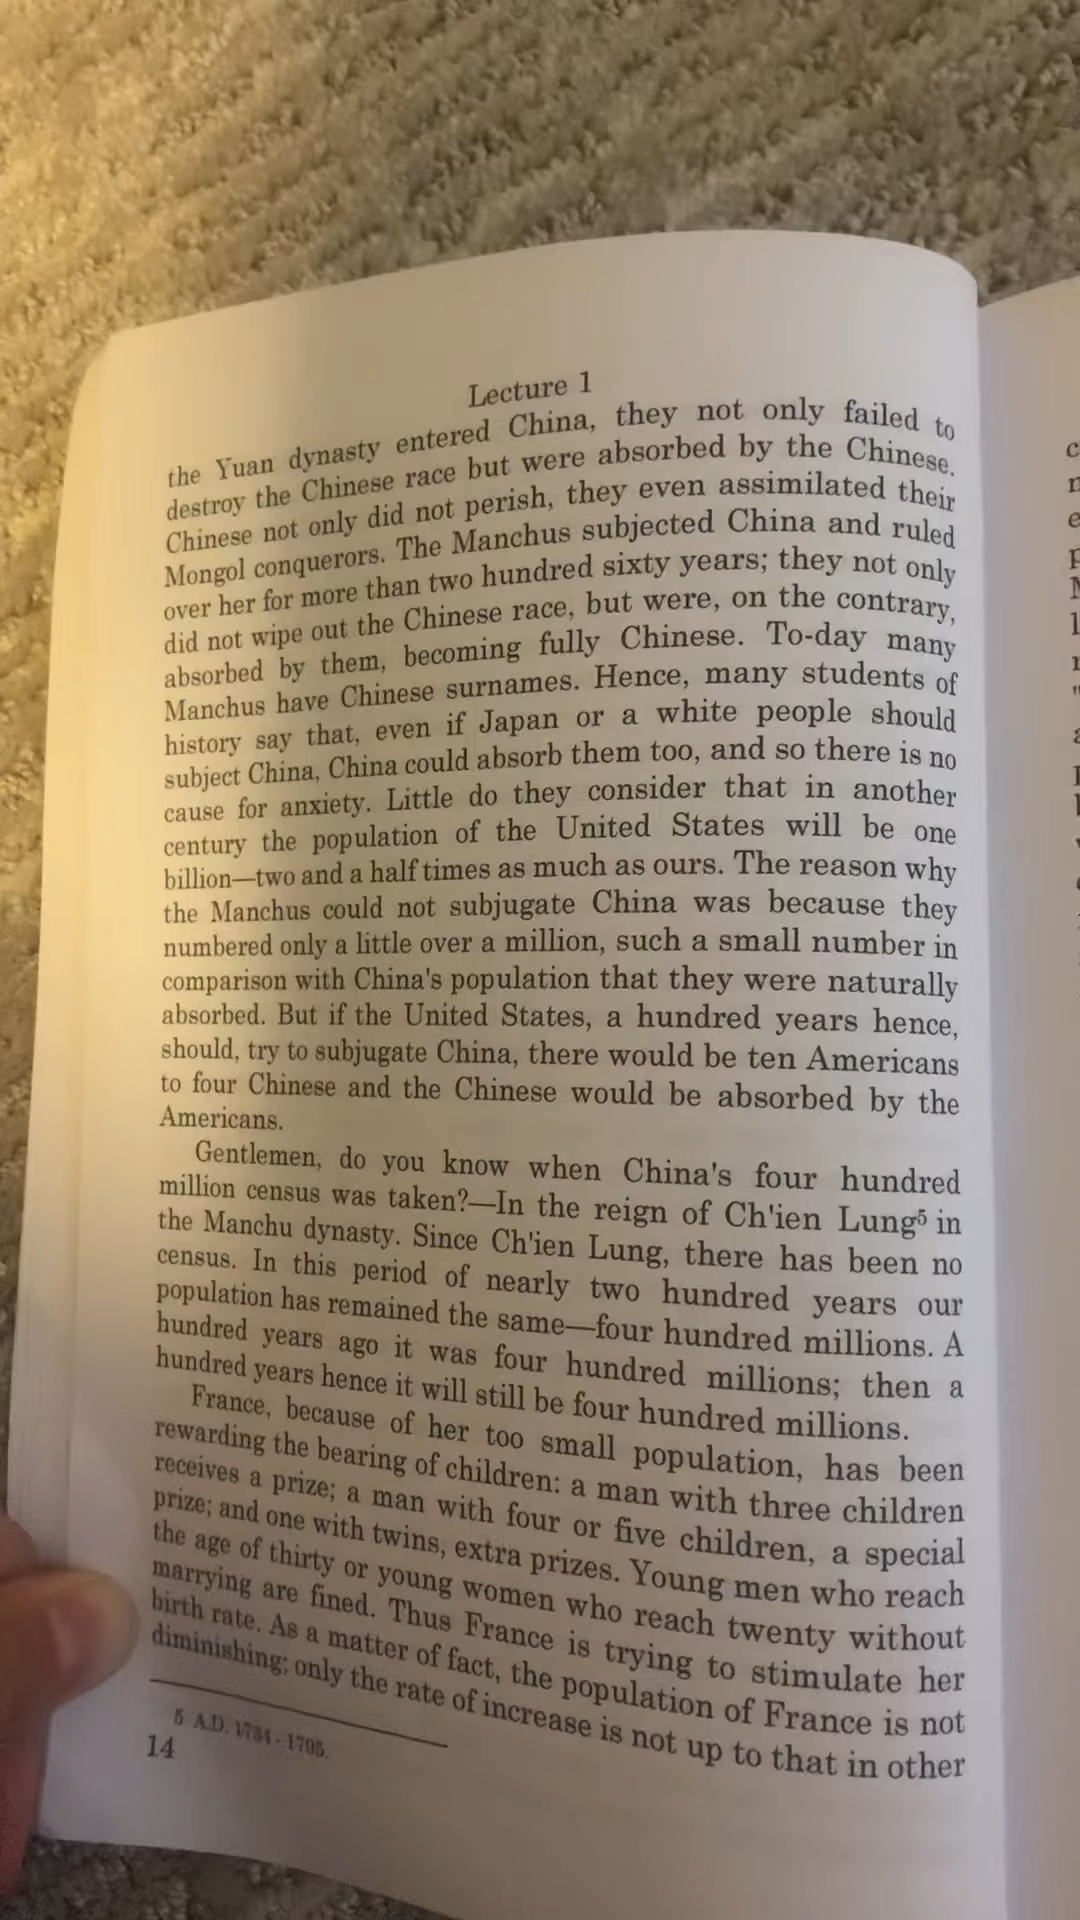 Lecture 1
the Yuan dynasty entered China, they not only failed to
destroy the Chinese race but were absorbed by the Chinese.
Chinese not only did not perish, they even assimilated their
Mongol conquerors. The Manchus subjected China and ruled
over her for more than two hundred sixty years; they not only
did not wipe out the Chinese race, but were, on the contrary,
absorbed by them, becoming fully Chinese. To-day many
Manchus have Chinese surnames. Hence, many students of
history say that, even if Japan or a white people should
subject China, China could absorb them too, and so there is no
cause for anxiety. Little do they consider that in another
century the population of the United States will be one
billion—two and a half times as much as ours. The reason why
the Manchus could not subjugate China was because they
numbered only a little over a million, such a small number in
comparison with China's population that they were naturally
absorbed. But if the United States, a hundred years hence,
should, try to subjugate China, there would be ten Americans
to four Chinese and the Chinese would be absorbed by the
Americans.
Gentlemen, do you know when China's four hundred
million census was taken?—In the reign of Ch'ien Lung⁵ in
the Manchu dynasty. Since Ch'ien Lung, there has been no
census. In this period of nearly two hundred years our
population has remained the same—four hundred millions. A
hundred years ago it was four hundred millions; then a
hundred years hence it will still be four hundred millions.
France, because of her too small population, has been
rewarding the bearing of children: a man with three children
receives a prize; a man with four or five children, a special
prize; and one with twins, extra prizes. Young men who reach
the age of thirty or young women who reach twenty without
marrying are fined. Thus France is trying to stimulate her
birth rate. As a matter of fact, the population of France is not
diminishing; only the rate of increase is not up to that in other
5 A.D. 1734 - 1795.
14